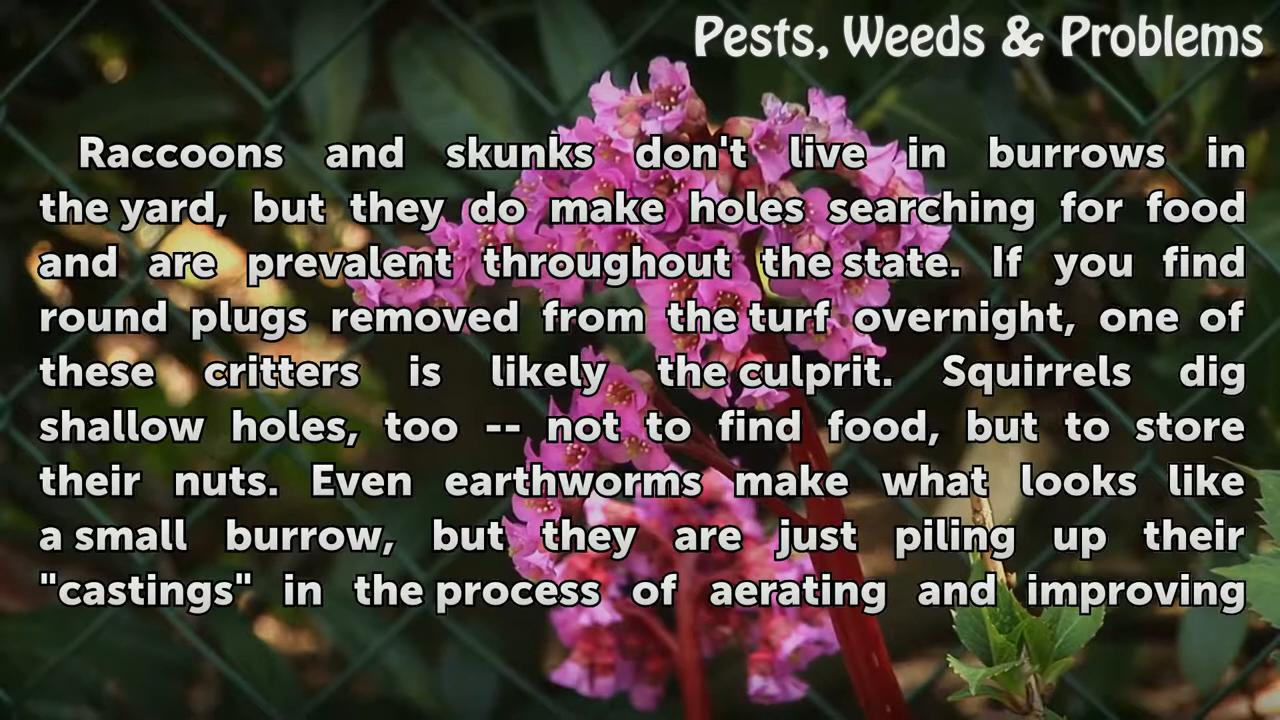 Pests, Weeds & Problems
Raccoons and skunks don't live in burrows in
the yard, but they do make holes searching for food
and are prevalent throughout the state. If you find
round plugs removed from the turf overnight, one of
these critters is likely the culprit. Squirrels dig
shallow holes, too -- not to find food, but to store
their nuts. Even earthworms make what looks like
a small burrow, but they are just piling up their
"castings" in the process of aerating and improving